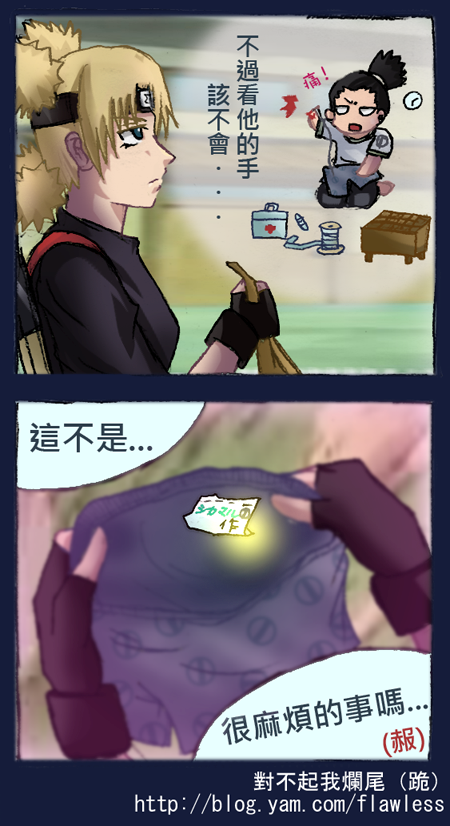 不過看他的手
該不會...
痛!
這不是...
シカマルの
作
很麻煩的事嗎...
(赧)
對不起我爛尾 (跪)
http://blog.yam.com/flawless